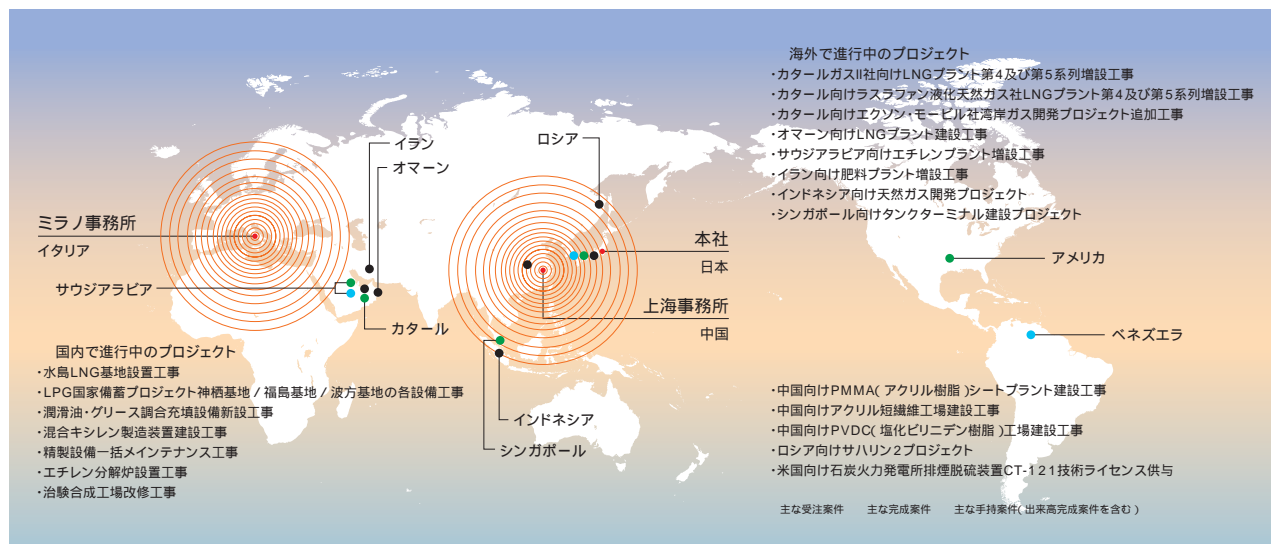 海外で進行中のプロジェクト
・カタールガスII社向けLNGプラント第4及び第5系列増設工事
・カタール向けラスラファン液化天然ガス社LNGプラント第4及び第5系列増設工事
・カタール向けエクソン・モービル社湾岸ガス開発プロジェクト追加工事
・オマーン向けLNGプラント建設工事
・サウジアラビア向けエチレンプラント増設工事
・イラン向け肥料プラント増設工事
・インドネシア向け天然ガス開発プロジェクト
・シンガポール向けタンクターミナル建設プロジェクト
イラン
オマーン
ロシア
ミラノ事務所
イタリア
本社
日本
アメリカ
サウジアラビア
上海事務所
中国
カタール
ベネズエラ
国内で進行中のプロジェクト
・水島LNG基地設置工事
・LPG国家備蓄プロジェクト神栖基地/福島基地/波方基地の各設備工事
・潤滑油・グリース調合充填設備新設工事
・混合キシレン製造装置建設工事
・精製設備一括メインテナンス工事
・エチレン分解炉設置工事
・治験合成工場改修工事
インドネシア
シンガポール
・中国向けPMMA(アクリル樹脂)シートプラント建設工事
・中国向けアクリル短繊維工場建設工事
・中国向けPVDC(塩化ビリニデン樹脂)工場建設工事
・ロシア向けサハリン2プロジェクト
・米国向け石炭火力発電所排煙脱硫装置CT-121技術ライセンス供与
主な受注案件 主な完成案件 主な手持案件(出来高完成案件を含む)